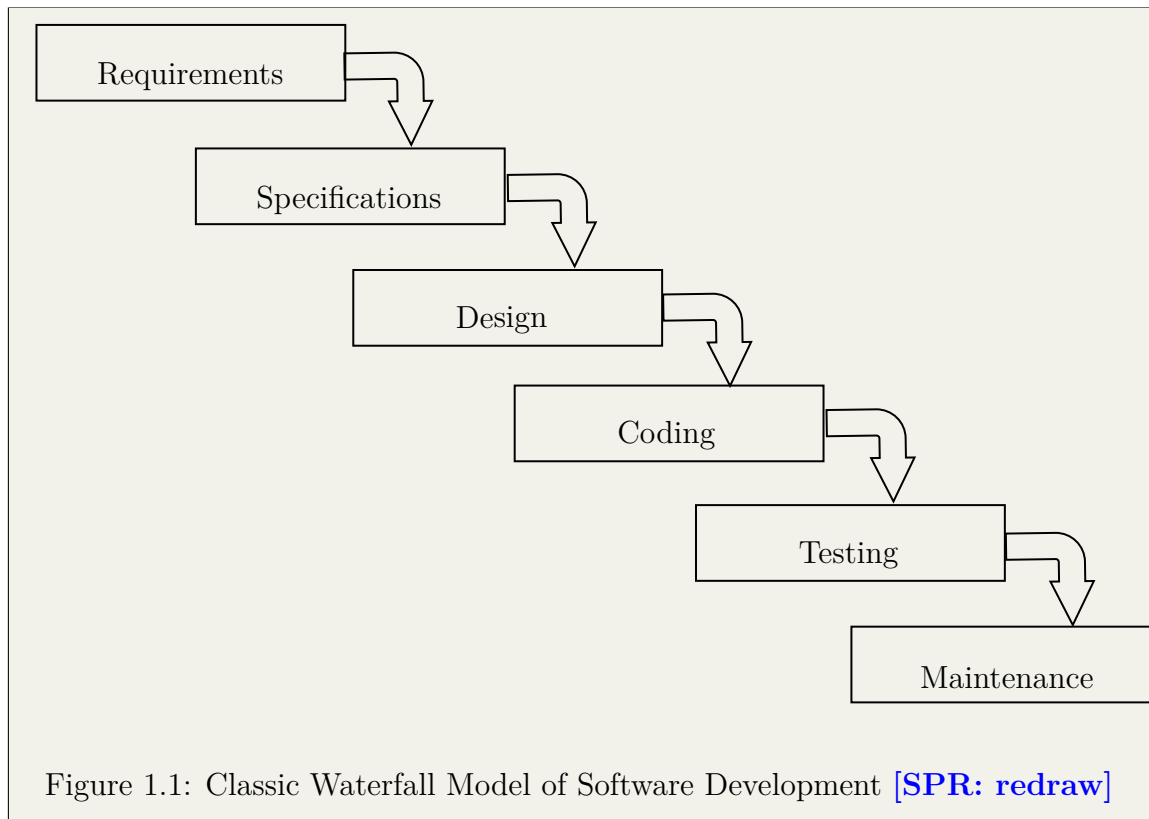 Requirements
Specifications
Design
Coding
Testing
Maintenance
Figure 1.1: Classic Waterfall Model of Software Development [SPR: redraw]